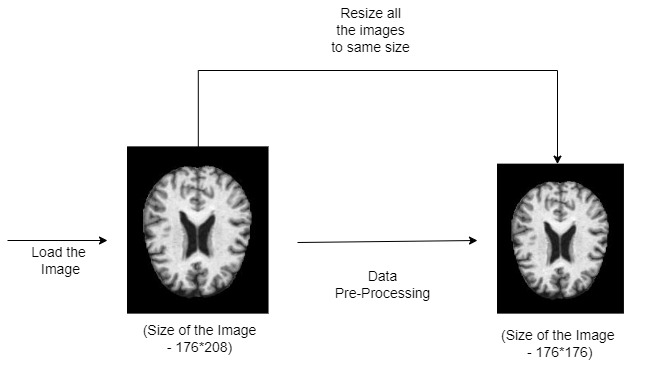 Resize all
the images
to same size
Load the
Image
Data
Pre-Processing
(Size of the Image
- 176*208)
(Size of the Image
- 176*176)